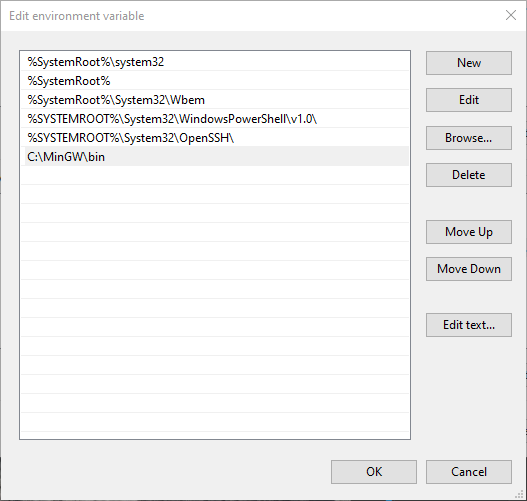 Edit environment variable
%SystemRoot%\system32
%SystemRoot%
%SystemRoot%\System32\Wbem
%SYSTEMROOT%\System32\WindowsPowerShell\v1.0\
%SYSTEMROOT%\System32\OpenSSH\
C:\MinGW\bin
New
Edit
Browse...
Delete
Move Up
Move Down
Edit text...
OK
Cancel